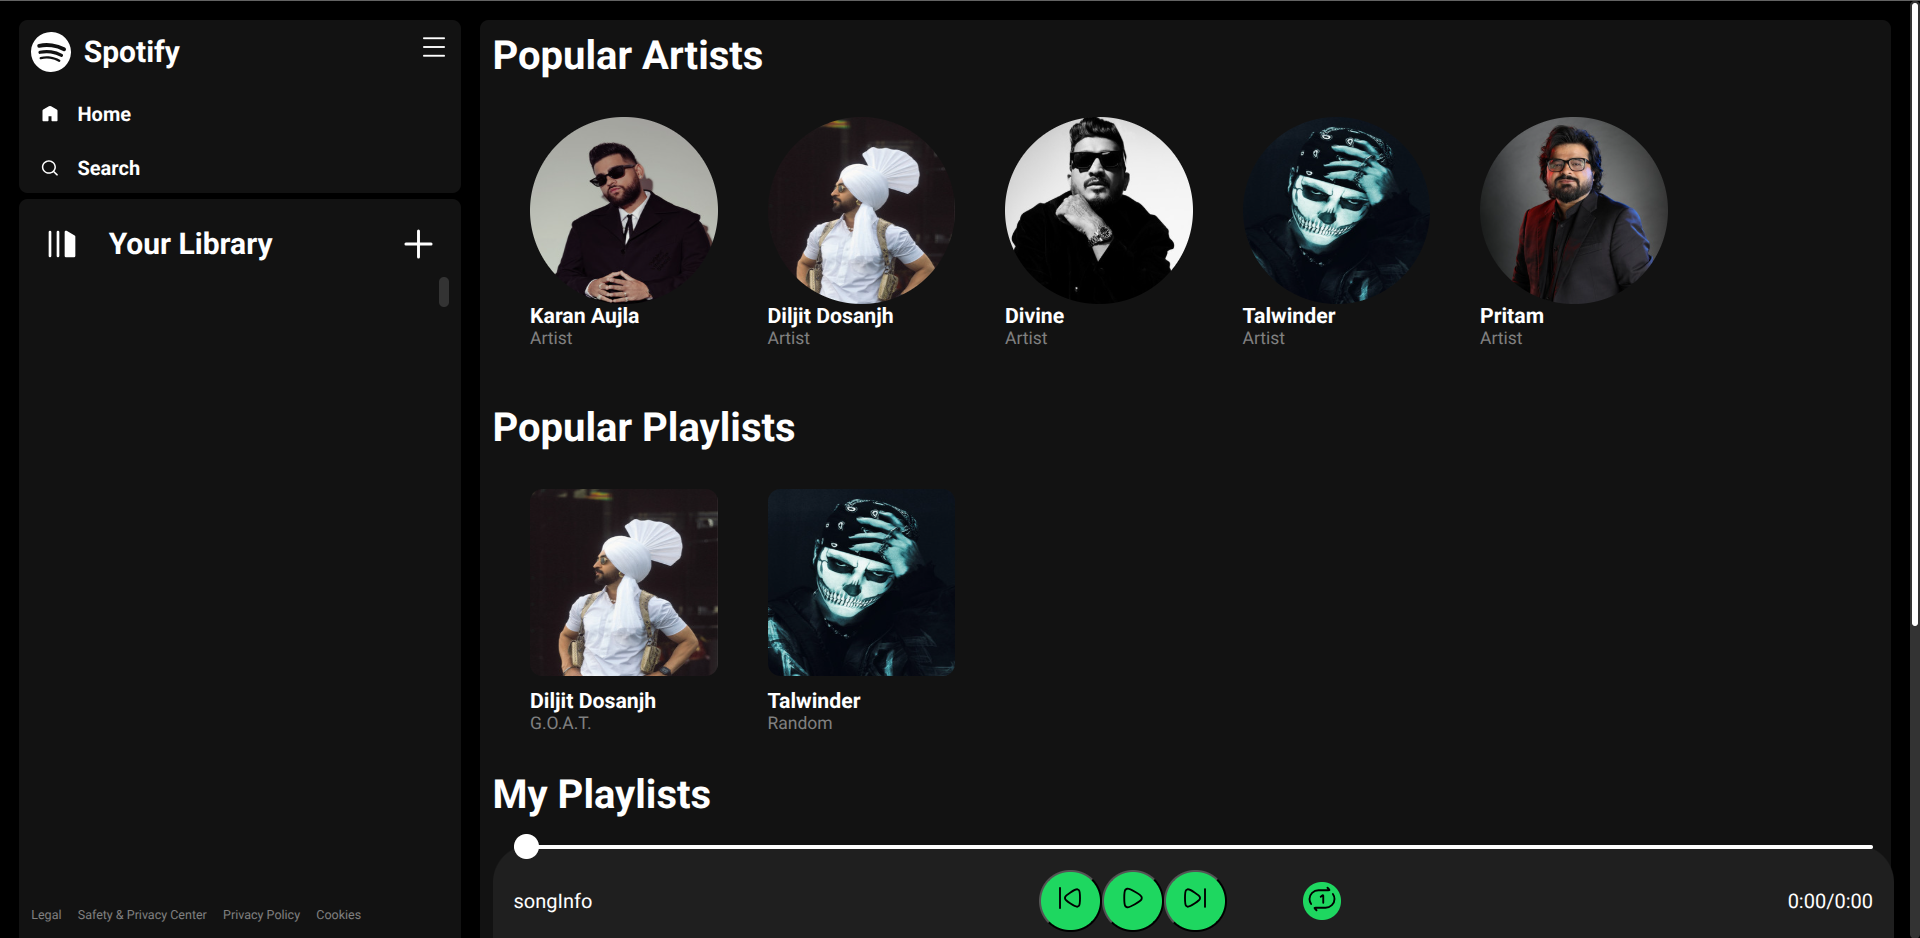 Spotify
Home
Search
Your Library
Legal Safety & Privacy Center Privacy Policy Cookies
Popular Artists
Karan Aujla
Artist
Diljit Dosanjh
Artist
Divine
Artist
Talwinder
Artist
Pritam
Artist
Popular Playlists
Diljit Dosanjh
G.O.A.T.
Talwinder
Random
My Playlists
songInfo
1
0:00/0:00